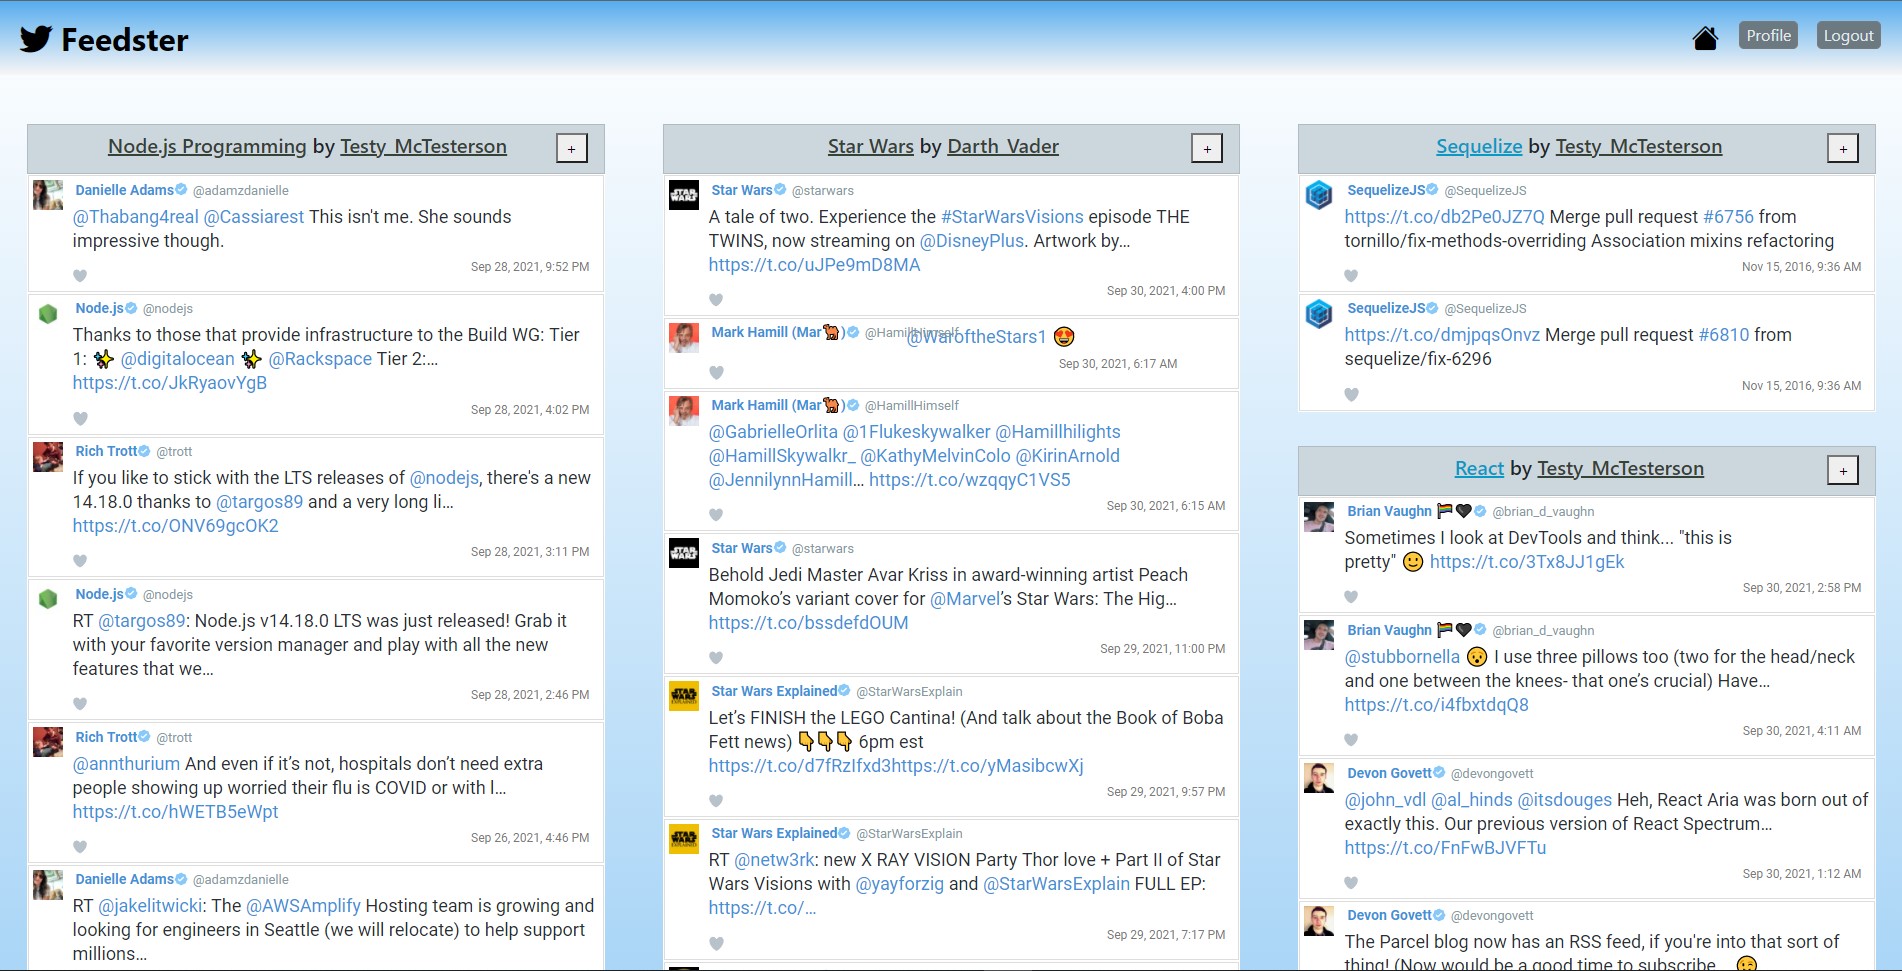 Feedster
Profile
Logout
Node.js Programming by Testy_McTesterson
+
Danielle Adams @adamzdanielle
@Thabang4real @Cassiarest This isn't me. She sounds
impressive though.
Sep 28, 2021, 9:52 PM
Node.js @nodejs
Thanks to those that provide infrastructure to the Build WG: Tier
1: ✨ @digitalocean ✨ @Rackspace Tier 2:…
https://t.co/JkRyaovYgB
Sep 28, 2021, 4:02 PM
Rich Trott @trott
If you like to stick with the LTS releases of @nodejs, there's a new
14.18.0 thanks to @targos89 and a very long li…
https://t.co/ONV69gcOK2
Sep 28, 2021, 3:11 PM
Node.js @nodejs
RT @targos89: Node.js v14.18.0 LTS was just released! Grab it
with your favorite version manager and play with all the new
features that we…
Sep 28, 2021, 2:46 PM
Rich Trott @trott
@annthurium And even if it’s not, hospitals don’t need extra
people showing up worried their flu is COVID or with l…
https://t.co/hWETB5eWpt
Sep 26, 2021, 4:46 PM
Danielle Adams @adamzdanielle
RT @jakelitwicki: The @AWSAmplify Hosting team is growing and
looking for engineers in Seattle (we will relocate) to help support
millions…
Star Wars by Darth_Vader
+
Star Wars @starwars
A tale of two. Experience the #StarWarsVisions episode THE
TWINS, now streaming on @DisneyPlus. Artwork by…
https://t.co/uJPe9mD8MA
Sep 30, 2021, 4:00 PM
Mark Hamill (Mar🐪) @HamillHimself
@WaroftheStars1 😍
Sep 30, 2021, 6:17 AM
Mark Hamill (Mar🐪) @HamillHimself
@GabrielleOrlita @1Flukeskywalker @Hamillhilights
@HamillSkywalkr_ @KathyMelvinColo @KirinArnold
@JennilynnHamill… https://t.co/wzqqyC1VS5
Sep 30, 2021, 6:15 AM
Star Wars @starwars
Behold Jedi Master Avar Kriss in award-winning artist Peach
Momoko’s variant cover for @Marvel’s Star Wars: The Hig…
https://t.co/bssdefdOUM
Sep 29, 2021, 11:00 PM
Star Wars Explained @StarWarsExplain
Let’s FINISH the LEGO Cantina! (And talk about the Book of Boba
Fett news) 👇👇👇 6pm est
https://t.co/d7fRzIfxd3https://t.co/yMasibcwXj
Sep 29, 2021, 9:57 PM
Star Wars Explained @StarWarsExplain
RT @netw3rk: new X RAY VISION Party Thor love + Part II of Star
Wars Visions with @yayforzig and @StarWarsExplain FULL EP:
https://t.co/…
Sep 29, 2021, 7:17 PM
Sequelize by Testy_McTesterson
+
SequelizeJS @SequelizeJS
https://t.co/db2Pe0JZ7Q Merge pull request #6756 from
tornillo/fix-methods-overriding Association mixins refactoring
Nov 15, 2016, 9:36 AM
SequelizeJS @SequelizeJS
https://t.co/dmjpqsOnvz Merge pull request #6810 from
sequelize/fix-6296
Nov 15, 2016, 9:36 AM
React by Testy_McTesterson
+
Brian Vaughn 🏳️‍🌈🖤 @brian_d_vaughn
Sometimes I look at DevTools and think... "this is
pretty" 🙂 https://t.co/3Tx8JJ1gEk
Sep 30, 2021, 2:58 PM
Brian Vaughn 🏳️‍🌈🖤 @brian_d_vaughn
@stubbornella 😯 I use three pillows too (two for the head/neck
and one between the knees- that one’s crucial) Have…
https://t.co/i4fbxtdqQ8
Sep 30, 2021, 4:11 AM
Devon Govett @devongovett
@john_vdl @al_hinds @itsdouges Heh, React Aria was born out of
exactly this. Our previous version of React Spectrum…
https://t.co/FnFwBJVFTu
Sep 30, 2021, 1:12 AM
Devon Govett @devongovett
The Parcel blog now has an RSS feed, if you're into that sort of
thing! (Now would be a good time to subscribe… 😉